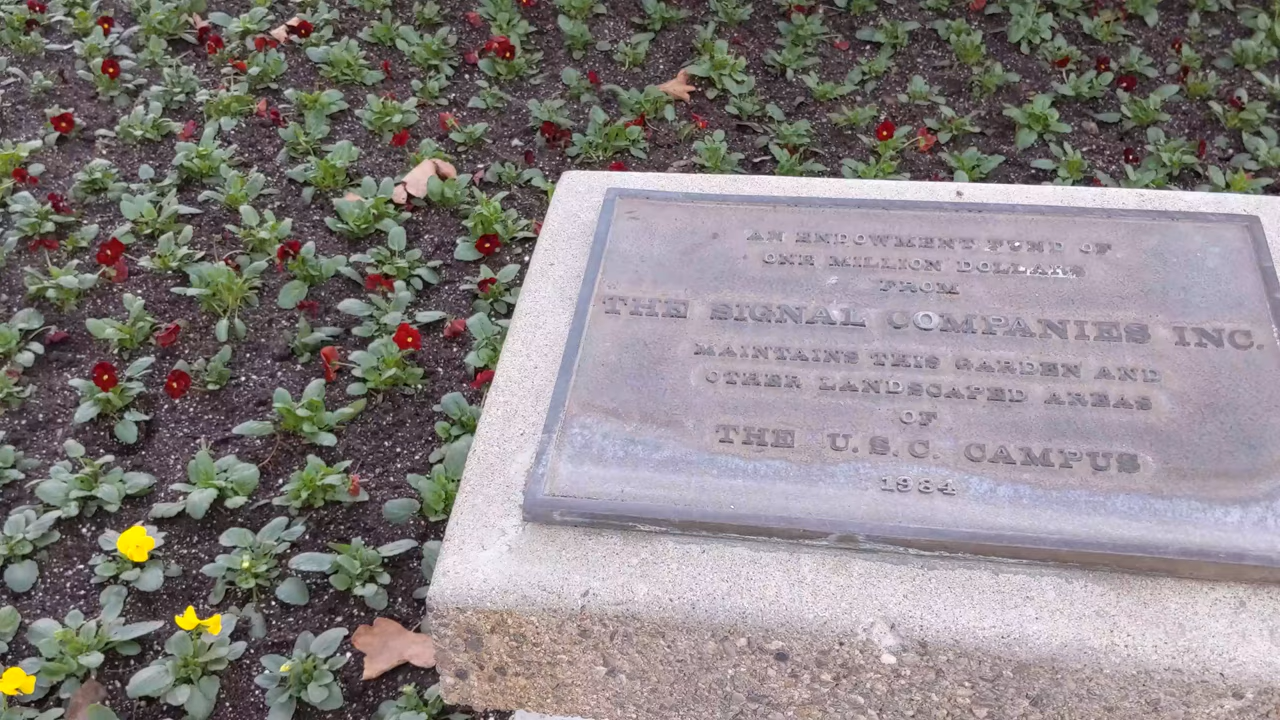 AN ENDOWMENT FUND OF
ONE MILLION DOLLARS
FROM
THE SIGNAL COMPANIES INC.
MAINTAINS THIS GARDEN AND
OTHER LANDSCAPED AREAS
OF
THE U.S.C. CAMPUS
1984